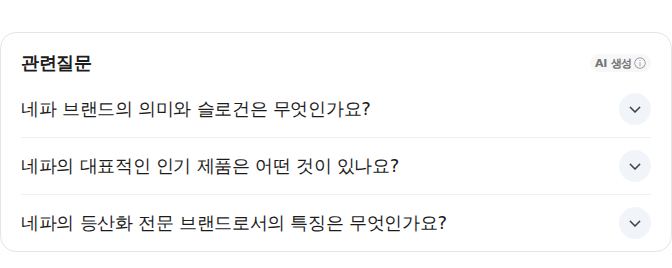 관련질문
AI 생성
네파 브랜드의 의미와 슬로건은 무엇인가요?
네파의 대표적인 인기 제품은 어떤 것이 있나요?
네파의 등산화 전문 브랜드로서의 특징은 무엇인가요?